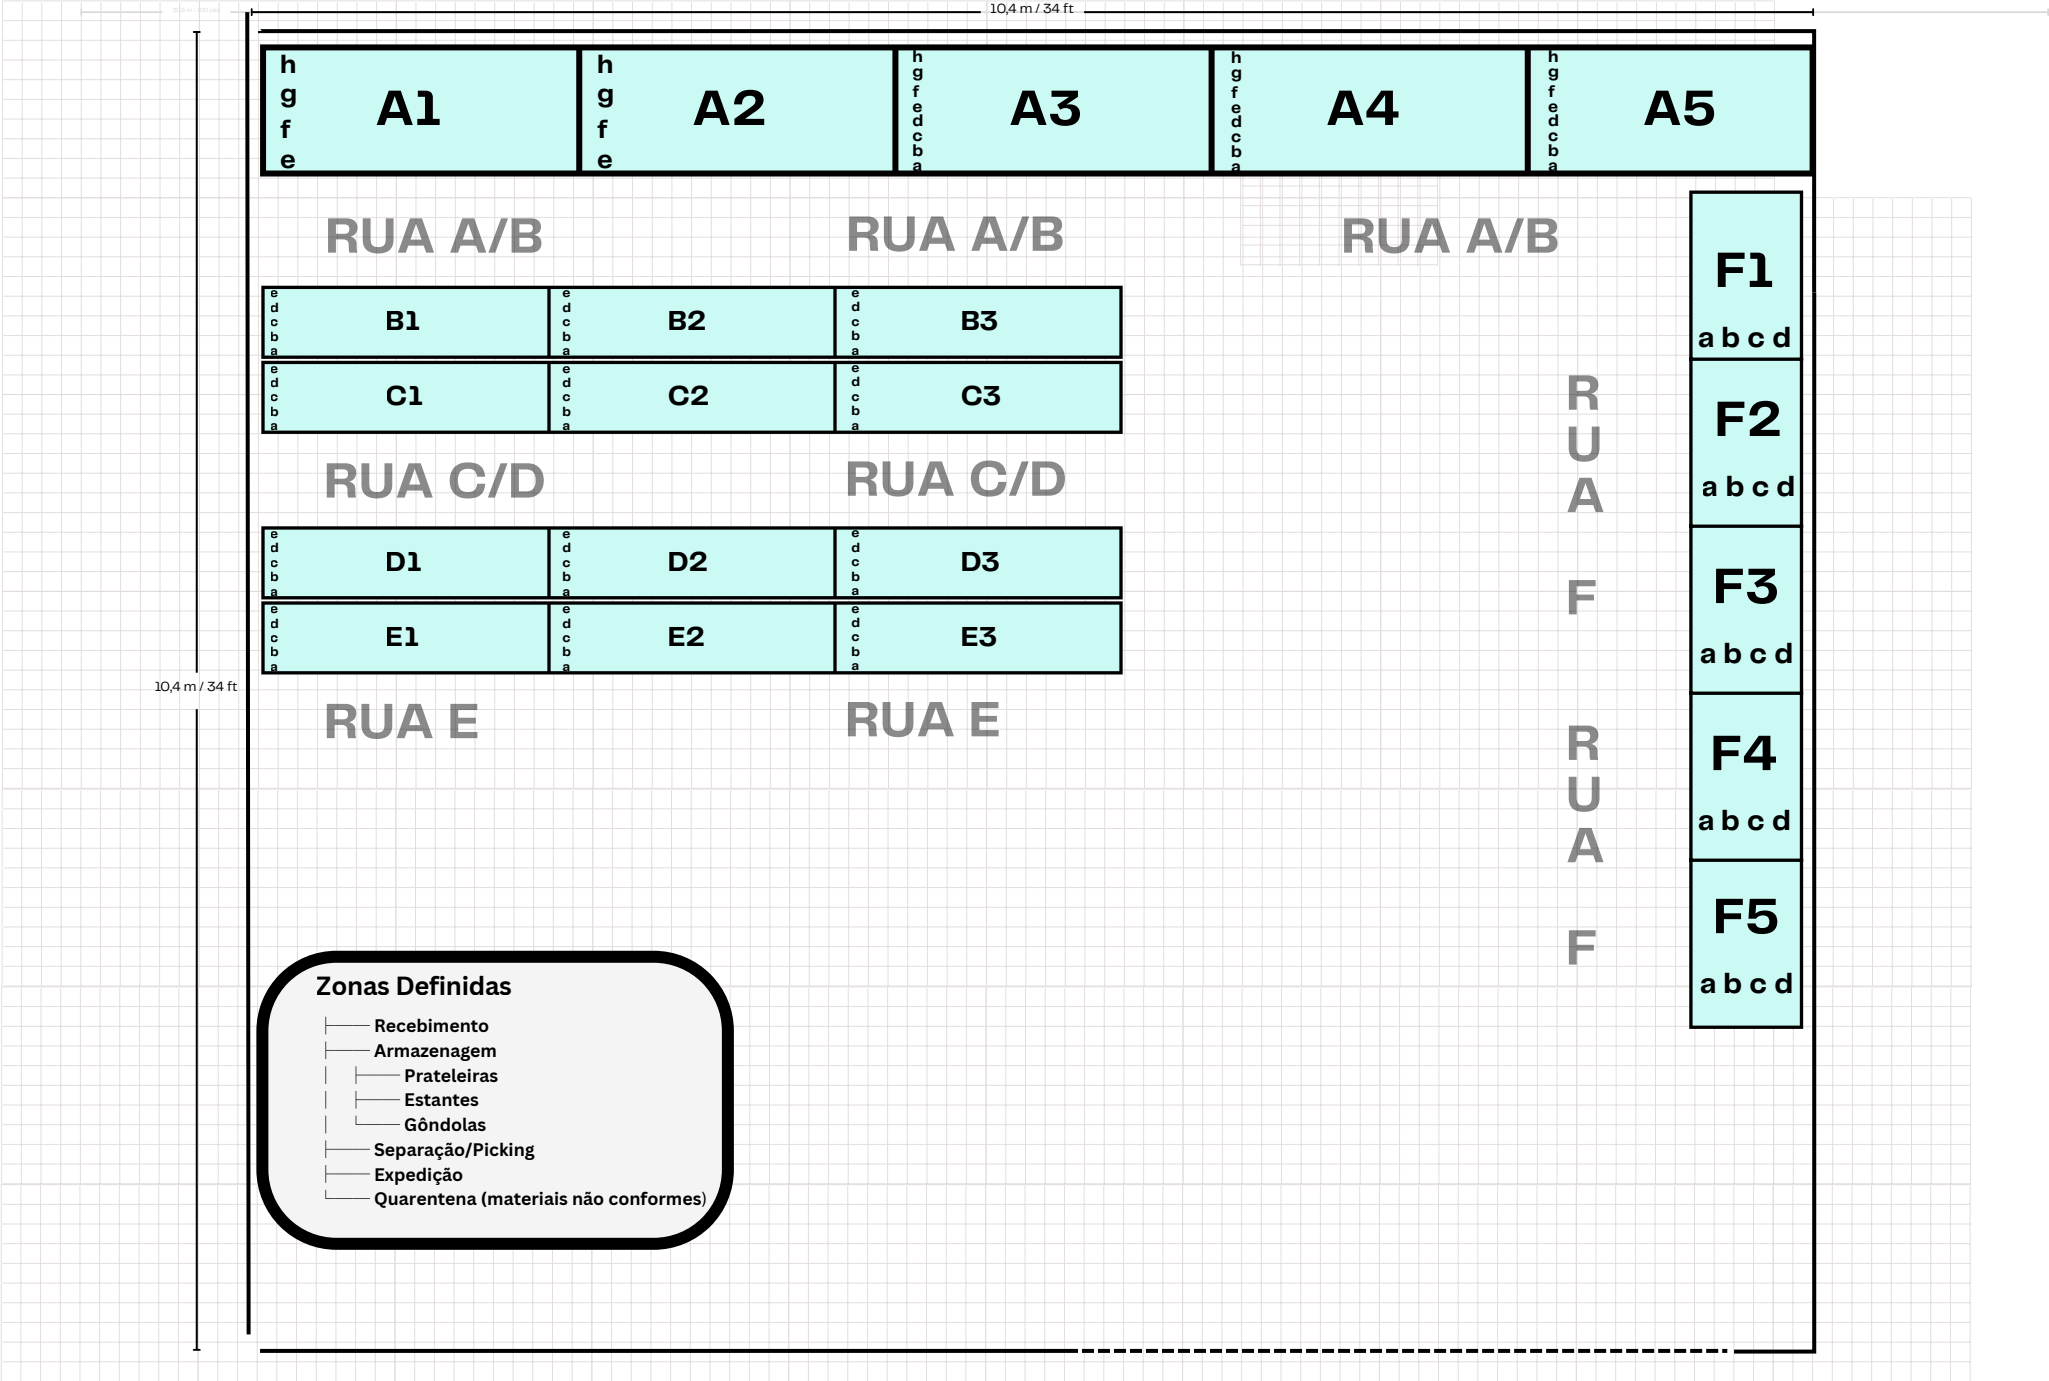 10,4 m / 34 ft
h
g
f
e
A1
h
g
f
e
A2
h
g
f
e
d
c
b
a
A3
h
g
f
e
d
c
b
a
A4
h
g
f
e
d
c
b
a
A5
RUA A/B
RUA A/B
RUA A/B
e
d
c
b
a
B1
e
d
c
b
a
B2
e
d
c
b
a
B3
e
d
c
b
a
C1
e
d
c
b
a
C2
e
d
c
b
a
C3
RUA C/D
RUA C/D
e
d
c
b
a
D1
e
d
c
b
a
D2
e
d
c
b
a
D3
e
d
c
b
a
E1
e
d
c
b
a
E2
e
d
c
b
a
E3
10,4 m / 34 ft
RUA E
RUA E
R
U
A
F
R
U
A
F
F1
a b c d
F2
a b c d
F3
a b c d
F4
a b c d
F5
a b c d
Zonas Definidas
Recebimento
Armazenagem
Prateleiras
Estantes
Gôndolas
Separação/Picking
Expedição
Quarentena (materiais não conformes)